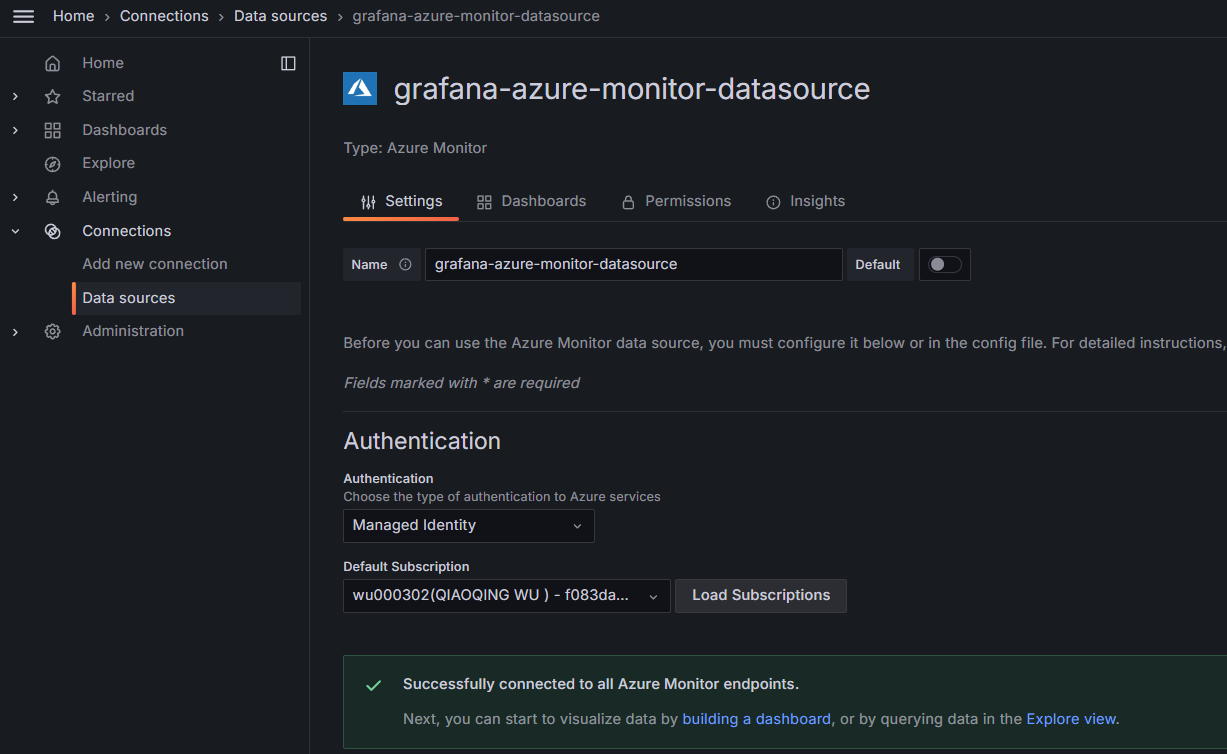 Home › Connections › Data sources › grafana-azure-monitor-datasource
Home
Starred
Dashboards
Explore
Alerting
Connections
Add new connection
Data sources
Administration
grafana-azure-monitor-datasource
Type: Azure Monitor
Settings Dashboards Permissions Insights
Name grafana-azure-monitor-datasource Default
Before you can use the Azure Monitor data source, you must configure it below or in the config file. For detailed instructions,
Fields marked with * are required
Authentication
Authentication
Choose the type of authentication to Azure services
Managed Identity
Default Subscription
wu000302(QIAOQING WU ) - f083da... Load Subscriptions
Successfully connected to all Azure Monitor endpoints.
Next, you can start to visualize data by building a dashboard, or by querying data in the Explore view.